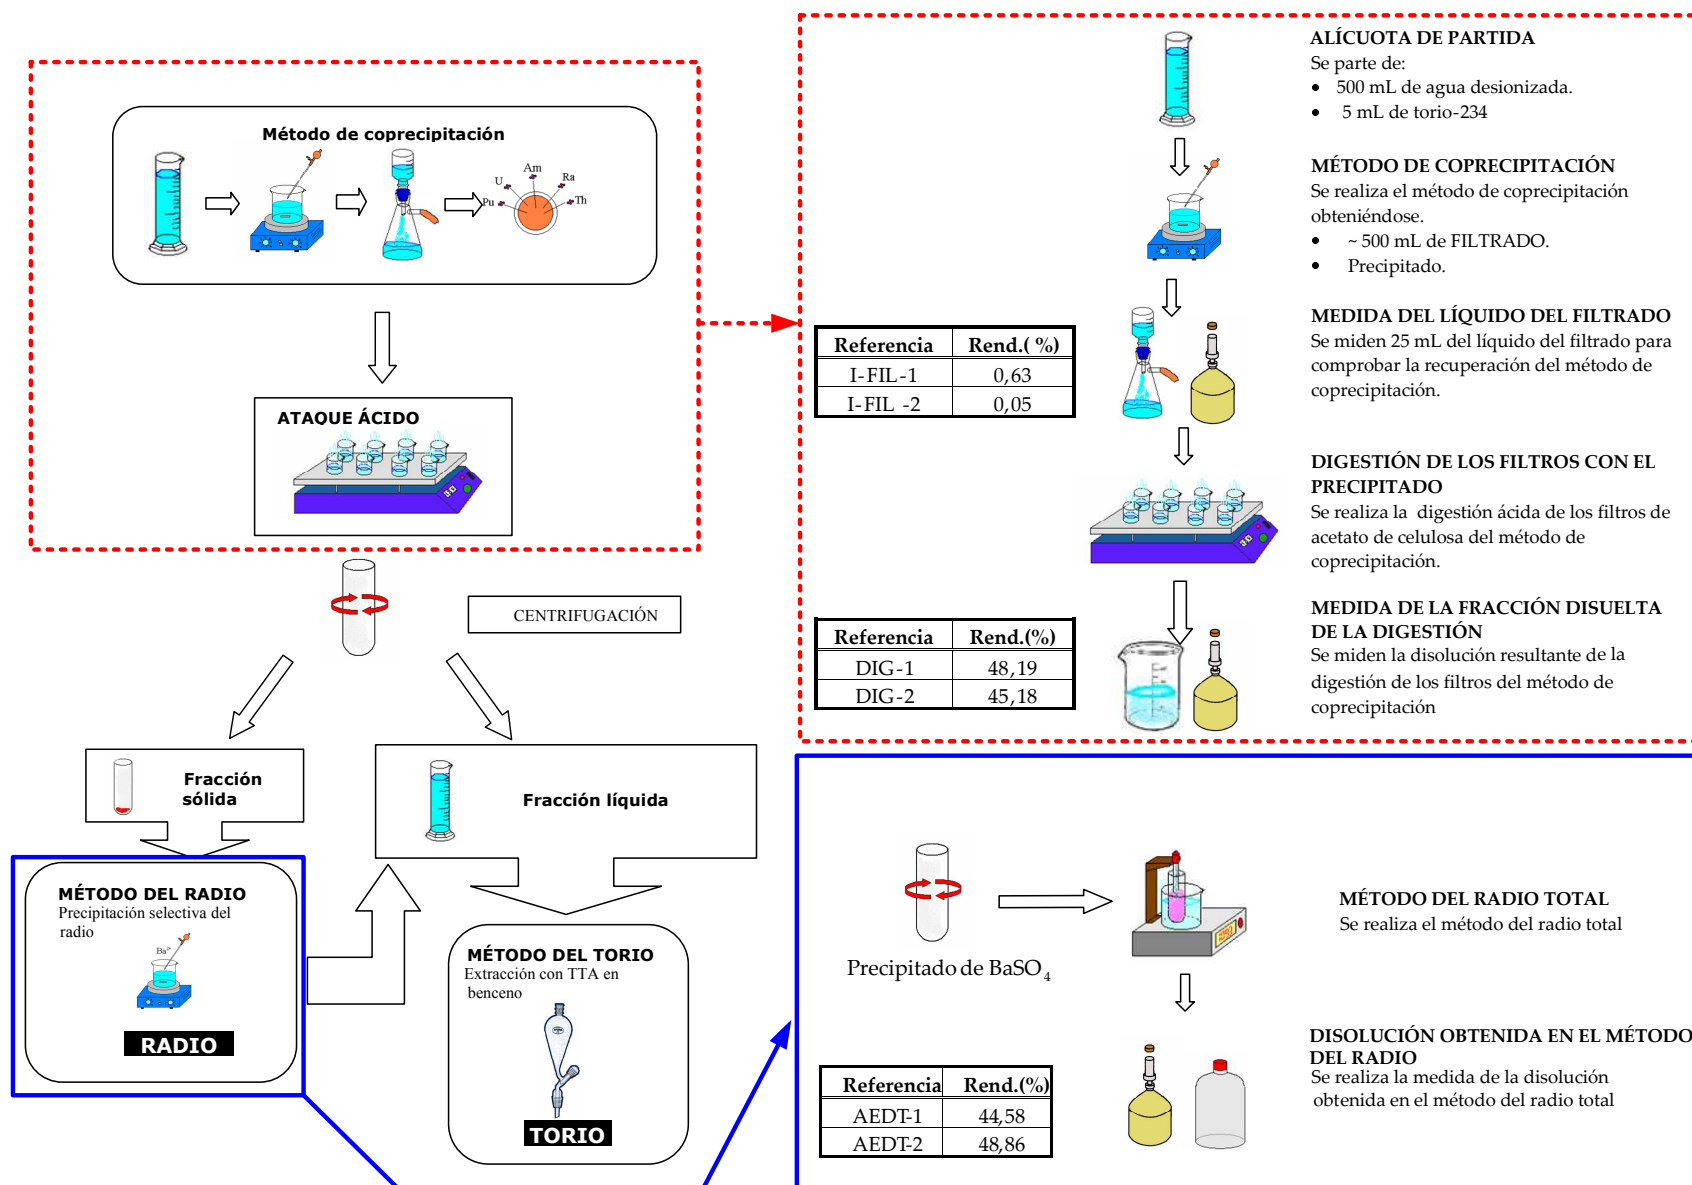 Método de coprecipitación
Pu
U
Am
Ra
Th
ATAQUE ÁCIDO
CENTRIFUGACIÓN
Fracción
sólida
Fracción líquida
MÉTODO DEL RADIO
Precipitación selectiva del
radio
Ba²⁺
RADIO
MÉTODO DEL TORIO
Extracción con TTA en
benceno
TORIO
ALÍCUOTA DE PARTIDA
Se parte de:
• 500 mL de agua desionizada.
• 5 mL de torio-234
MÉTODO DE COPRECIPITACIÓN
Se realiza el método de coprecipitación
obteniéndose.
• ~ 500 mL de FILTRADO.
• Precipitado.
MEDIDA DEL LÍQUIDO DEL FILTRADO
Se miden 25 mL del líquido del filtrado para
comprobar la recuperación del método de
coprecipitación.
Referencia Rend.( %)
I-FIL-1 0,63
I-FIL -2 0,05
DIGESTIÓN DE LOS FILTROS CON EL
PRECIPITADO
Se realiza la digestión ácida de los filtros de
acetato de celulosa del método de
coprecipitación.
MEDIDA DE LA FRACCIÓN DISUELTA
DE LA DIGESTIÓN
Se miden la disolución resultante de la
digestión de los filtros del método de
coprecipitación
Referencia Rend.(%)
DIG-1 48,19
DIG-2 45,18
Precipitado de BaSO₄
MÉTODO DEL RADIO TOTAL
Se realiza el método del radio total
DISOLUCIÓN OBTENIDA EN EL MÉTODO
DEL RADIO
Se realiza la medida de la disolución
obtenida en el método del radio total
Referencia Rend.(%)
AEDT-1 44,58
AEDT-2 48,86